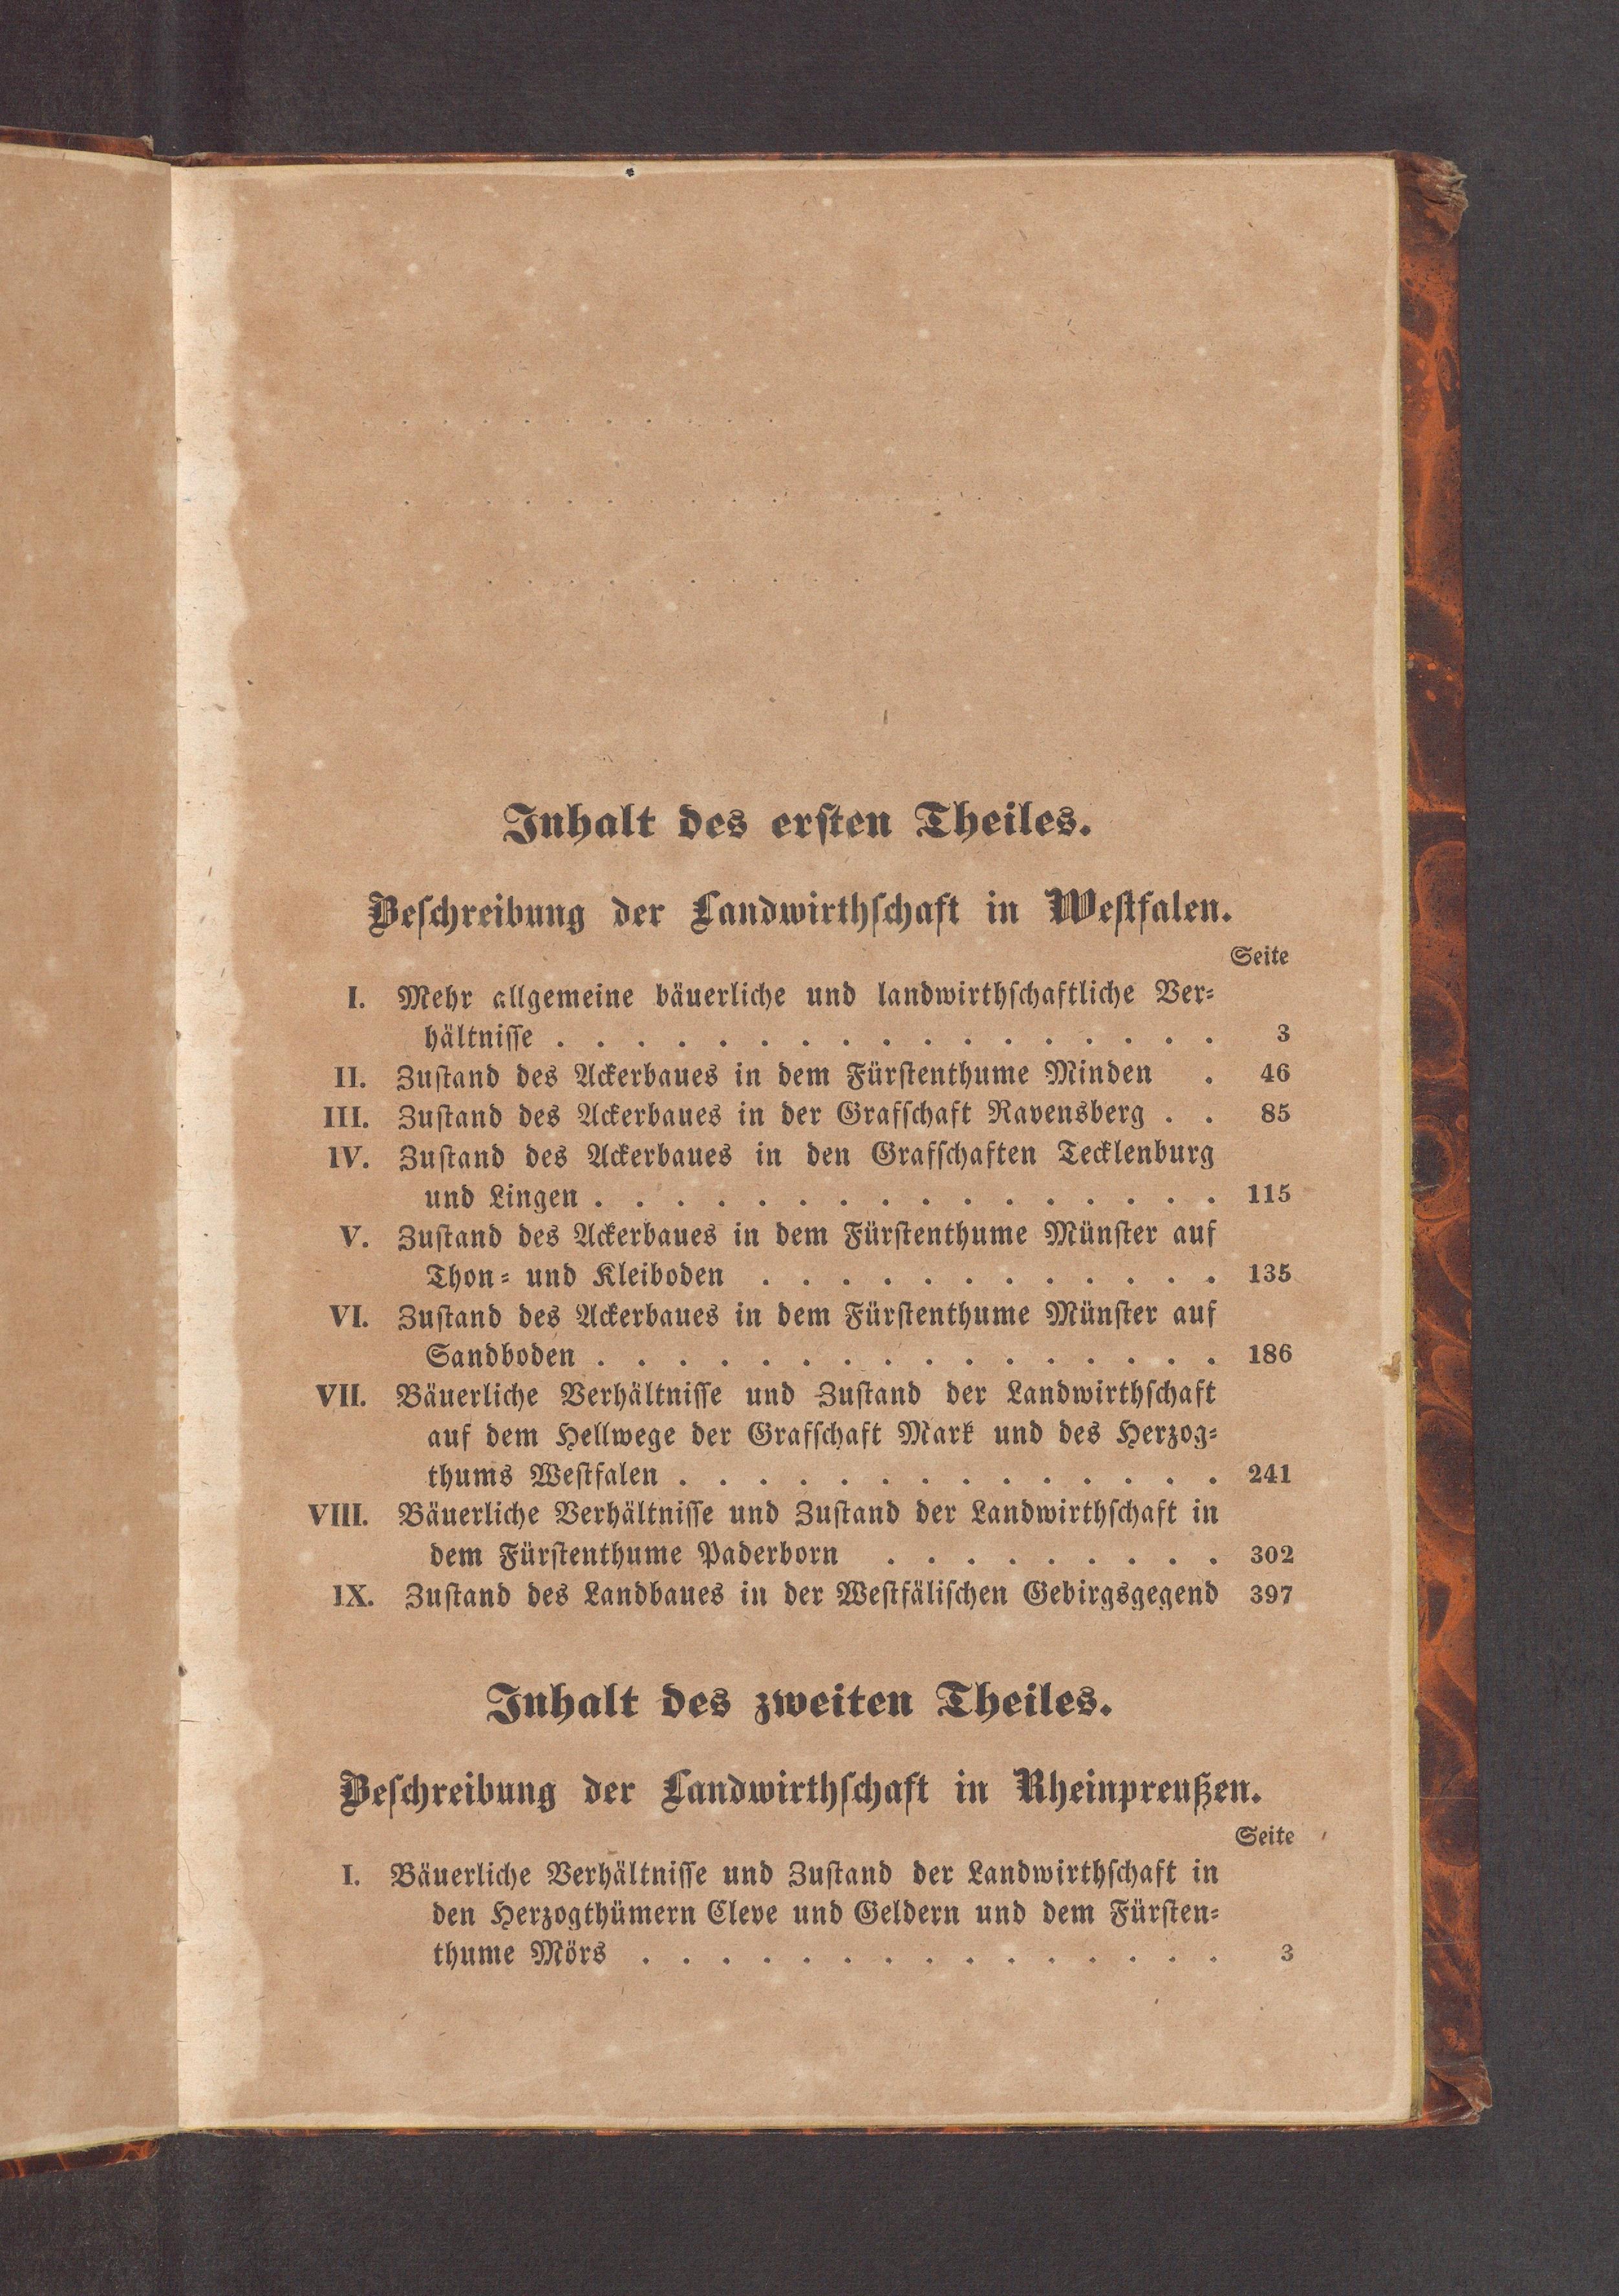 Inhalt des ersten Theiles.
Beschreibung der Landwirthschaft in Westfalen.
Seite
I. Mehr allgemeine bäuerliche und landwirthschaftliche Ver-
hältnisse . . . . . . . . . . . . . . . . . 3
II. Zustand des Ackerbaues in dem Fürstenthume Minden . 46
III. Zustand des Ackerbaues in der Grafschaft Ravensberg . . 85
IV. Zustand des Ackerbaues in den Grafschaften Tecklenburg
und Lingen . . . . . . . . . . . . . . . . 115
V. Zustand des Ackerbaues in dem Fürstenthume Münster auf
Thon- und Kleiboden . . . . . . . . . . . . 135
VI. Zustand des Ackerbaues in dem Fürstenthume Münster auf
Sandboden . . . . . . . . . . . . . . . . 186
VII. Bäuerliche Verhältnisse und Zustand der Landwirthschaft
auf dem Hellwege der Grafschaft Mark und des Herzog-
thums Westfalen . . . . . . . . . . . . . . 241
VIII. Bäuerliche Verhältnisse und Zustand der Landwirthschaft in
dem Fürstenthume Paderborn . . . . . . . . . 302
IX. Zustand des Landbaues in der Westfälischen Gebirgsgegend 397
Inhalt des zweiten Theiles.
Beschreibung der Landwirthschaft in Rheinpreußen.
Seite
I. Bäuerliche Verhältnisse und Zustand der Landwirthschaft in
den Herzogthümern Cleve und Geldern und dem Fürsten-
thume Mörs . . . . . . . . . . . . . . . 3